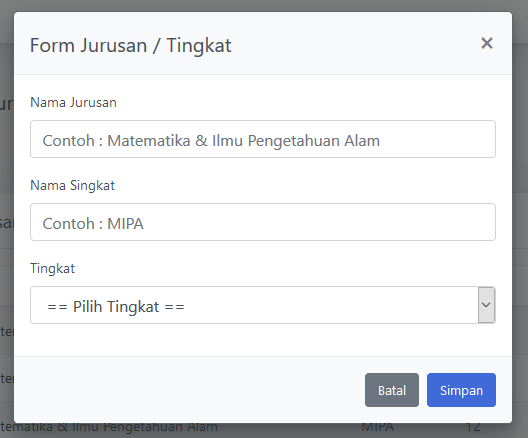 Form Jurusan / Tingkat ×
Nama Jurusan
Contoh : Matematika & Ilmu Pengetahuan Alam
Nama Singkat
Contoh : MIPA
Tingkat
== Pilih Tingkat ==
Batal Simpan
tematika & Ilmu Pengetahuan Alam MIPA 12